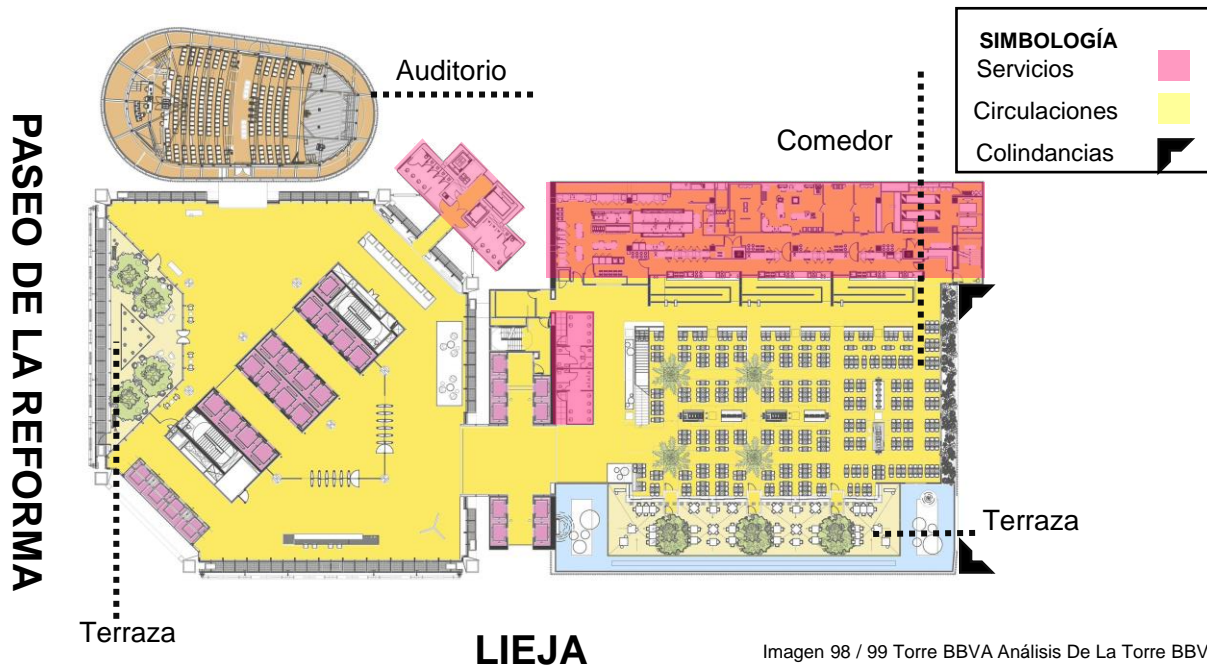 SIMBOLOGÍA
Servicios
Circulaciones
Colindancias
Auditorio
Comedor
PASEO DE LA REFORMA
Terraza
Terraza
LIEJA
Imagen 98 / 99 Torre BBVA Análisis De La Torre BBV